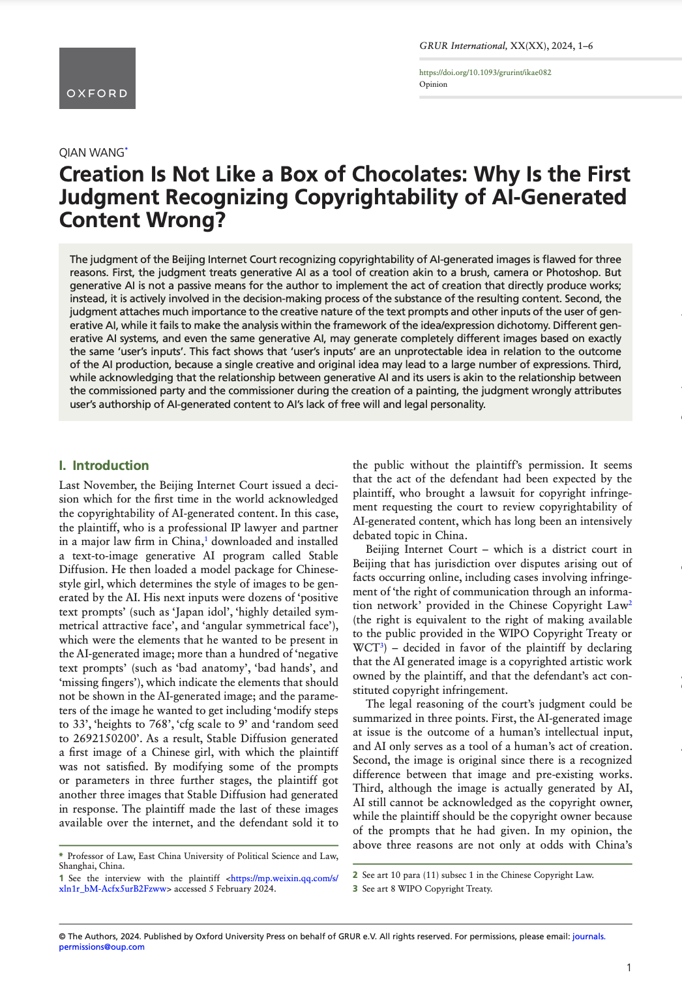 OXFORD
GRUR International, XX(XX), 2024, 1–6
https://doi.org/10.1093/grurint/ikae082
Opinion
QIAN WANG*
Creation Is Not Like a Box of Chocolates: Why Is the First
Judgment Recognizing Copyrightability of AI-Generated
Content Wrong?
The judgment of the Beijing Internet Court recognizing copyrightability of AI-generated images is flawed for three
reasons. First, the judgment treats generative AI as a tool of creation akin to a brush, camera or Photoshop. But
generative AI is not a passive means for the author to implement the act of creation that directly produce works;
instead, it is actively involved in the decision-making process of the substance of the resulting content. Second, the
judgment attaches much importance to the creative nature of the text prompts and other inputs of the user of gen-
erative AI, while it fails to make the analysis within the framework of the idea/expression dichotomy. Different gen-
erative AI systems, and even the same generative AI, may generate completely different images based on exactly
the same ‘user’s inputs’. This fact shows that ‘user’s inputs’ are an unprotectable idea in relation to the outcome
of the AI production, because a single creative and original idea may lead to a large number of expressions. Third,
while acknowledging that the relationship between generative AI and its users is akin to the relationship between
the commissioned party and the commissioner during the creation of a painting, the judgment wrongly attributes
user’s authorship of AI-generated content to AI’s lack of free will and legal personality.
I. Introduction
Last November, the Beijing Internet Court issued a deci-
sion which for the first time in the world acknowledged
the copyrightability of AI-generated content. In this case,
the plaintiff, who is a professional IP lawyer and partner
in a major law firm in China,1 downloaded and installed
a text-to-image generative AI program called Stable
Diffusion. He then loaded a model package for Chinese-
style girl, which determines the style of images to be gen-
erated by the AI. His next inputs were dozens of ‘positive
text prompts’ (such as ‘Japan idol’, ‘highly detailed sym-
metrical attractive face’, and ‘angular symmetrical face’),
which were the elements that he wanted to be present in
the AI-generated image; more than a hundred of ‘negative
text prompts’ (such as ‘bad anatomy’, ‘bad hands’, and
‘missing fingers’), which indicate the elements that should
not be shown in the AI-generated image; and the parame-
ters of the image he wanted to get including ‘modify steps
to 33’, ‘heights to 768’, ‘cfg scale to 9’ and ‘random seed
to 2692150200’. As a result, Stable Diffusion generated
a first image of a Chinese girl, with which the plaintiff
was not satisfied. By modifying some of the prompts
or parameters in three further stages, the plaintiff got
another three images that Stable Diffusion had generated
in response. The plaintiff made the last of these images
available over the internet, and the defendant sold it to
* Professor of Law, East China University of Political Science and Law,
Shanghai, China.
1 See the interview with the plaintiff <https://mp.weixin.qq.com/s/
xln1r_bM-Acfx5urB2Fzww> accessed 5 February 2024.
the public without the plaintiff’s permission. It seems
that the act of the defendant had been expected by the
plaintiff, who brought a lawsuit for copyright infringe-
ment requesting the court to review copyrightability of
AI-generated content, which has long been an intensively
debated topic in China.
Beijing Internet Court – which is a district court in
Beijing that has jurisdiction over disputes arising out of
facts occurring online, including cases involving infringe-
ment of ‘the right of communication through an informa-
tion network’ provided in the Chinese Copyright Law2
(the right is equivalent to the right of making available
to the public provided in the WIPO Copyright Treaty or
WCT3) – decided in favor of the plaintiff by declaring
that the AI generated image is a copyrighted artistic work
owned by the plaintiff, and that the defendant’s act con-
stituted copyright infringement.
The legal reasoning of the court’s judgment could be
summarized in three points. First, the AI-generated image
at issue is the outcome of a human’s intellectual input,
and AI only serves as a tool of a human’s act of creation.
Second, the image is original since there is a recognized
difference between that image and pre-existing works.
Third, although the image is actually generated by AI,
AI still cannot be acknowledged as the copyright owner,
while the plaintiff should be the copyright owner because
of the prompts that he had given. In my opinion, the
above three reasons are not only at odds with China’s
2 See art 10 para (11) subsec 1 in the Chinese Copyright Law.
3 See art 8 WIPO Copyright Treaty.
© The Authors, 2024. Published by Oxford University Press on behalf of GRUR e.V. All rights reserved. For permissions, please email: journals.
permissions@oup.com
1